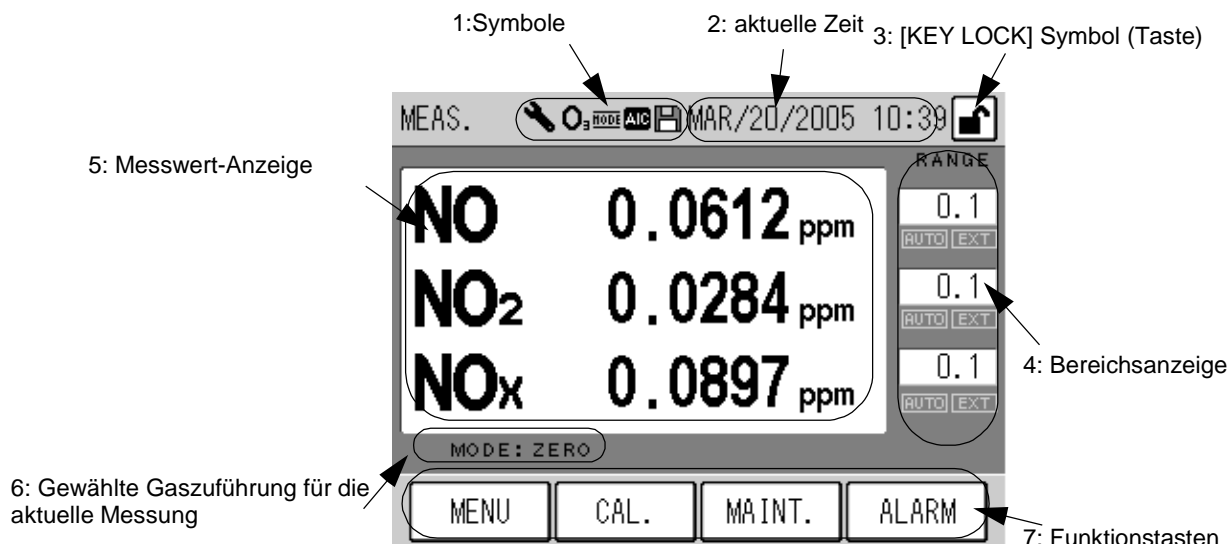 1:Symbole
2: aktuelle Zeit
3: [KEY LOCK] Symbol (Taste)
MEAS. O3 MODE AIC MAR/20/2005 10:39
5: Messwert-Anzeige
RANGE
NO 0.0612 ppm 0.1
AUTO EXT
NO2 0.0284 ppm 0.1
AUTO EXT
4: Bereichsanzeige
NOx 0.0897 ppm 0.1
AUTO EXT
MODE: ZERO
6: Gewählte Gaszuführung für die
aktuelle Messung
MENU CAL. MAINT. ALARM
7: Funktionstasten